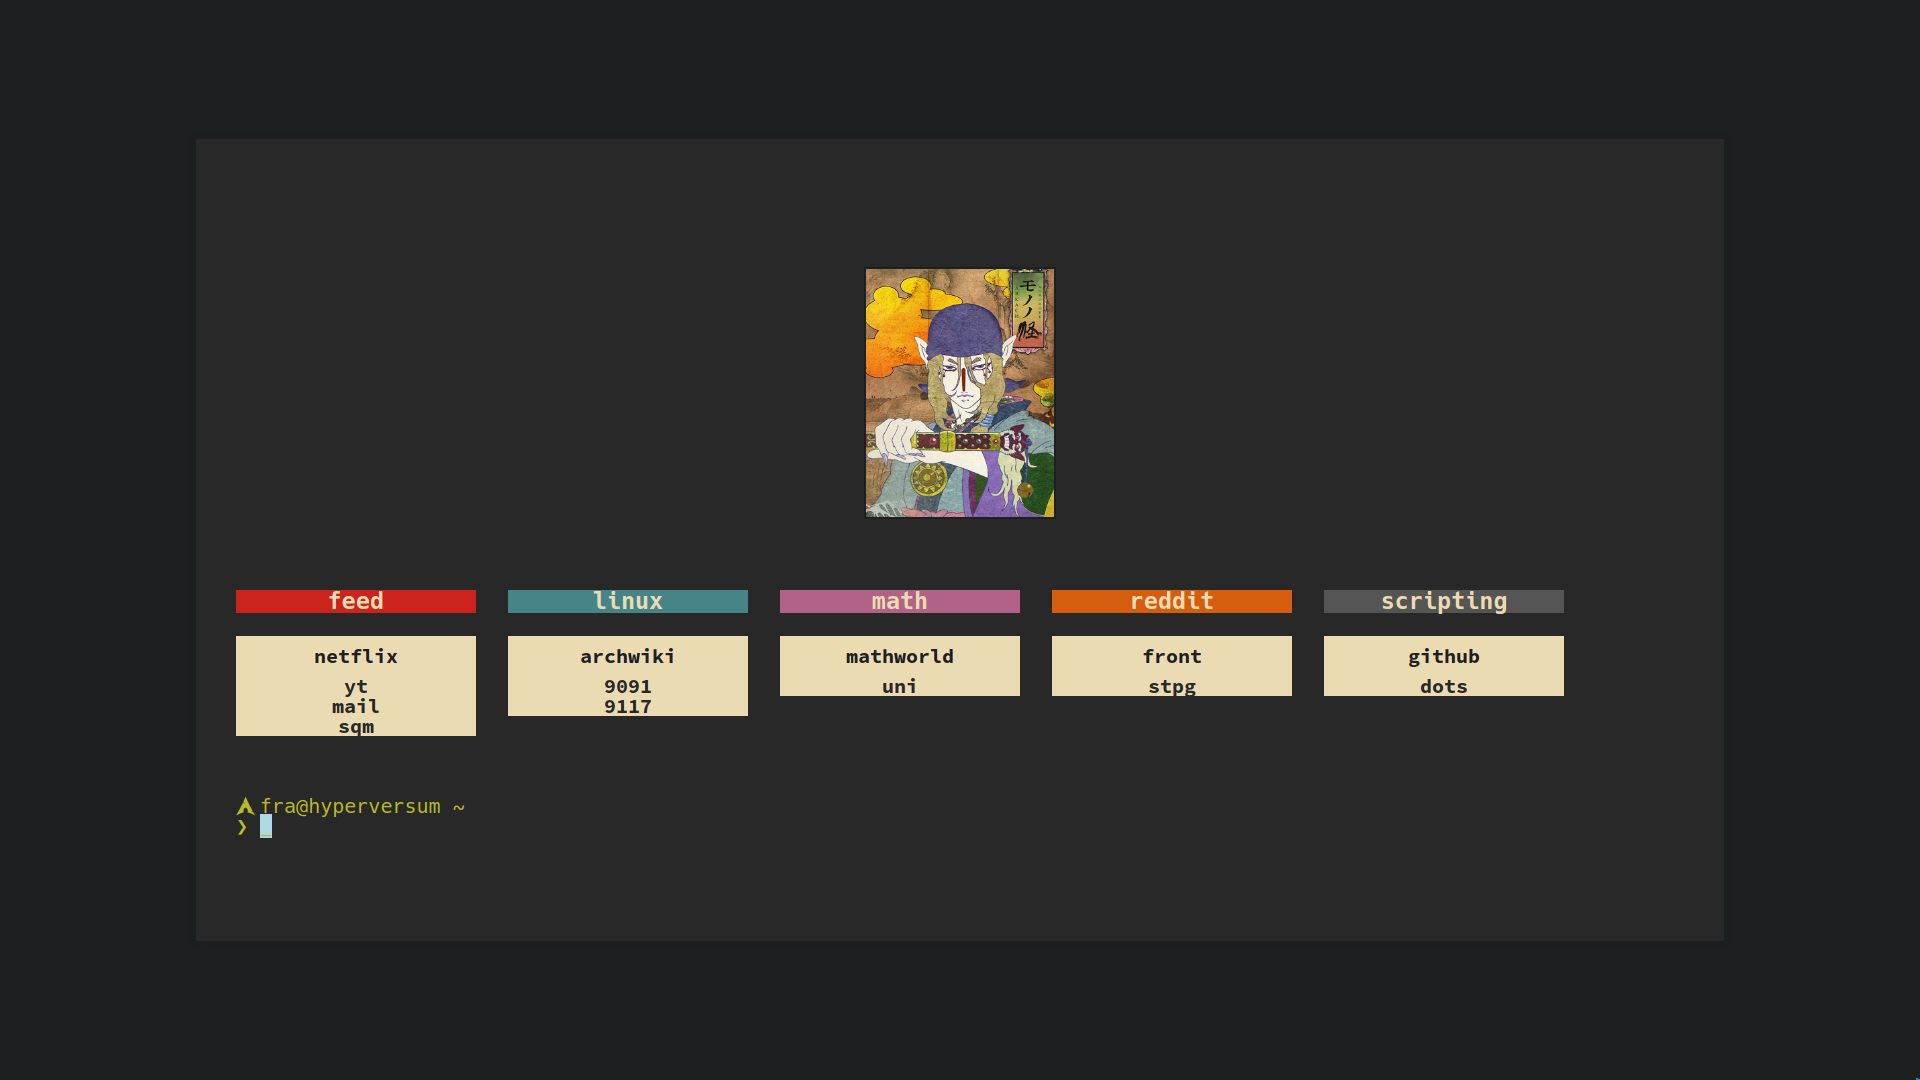 モノノ怪
feed
linux
math
reddit
scripting
netflix
yt
mail
sqm
archwiki
9091
9117
mathworld
uni
front
stpg
github
dots
fra@hyperversum ~
❯